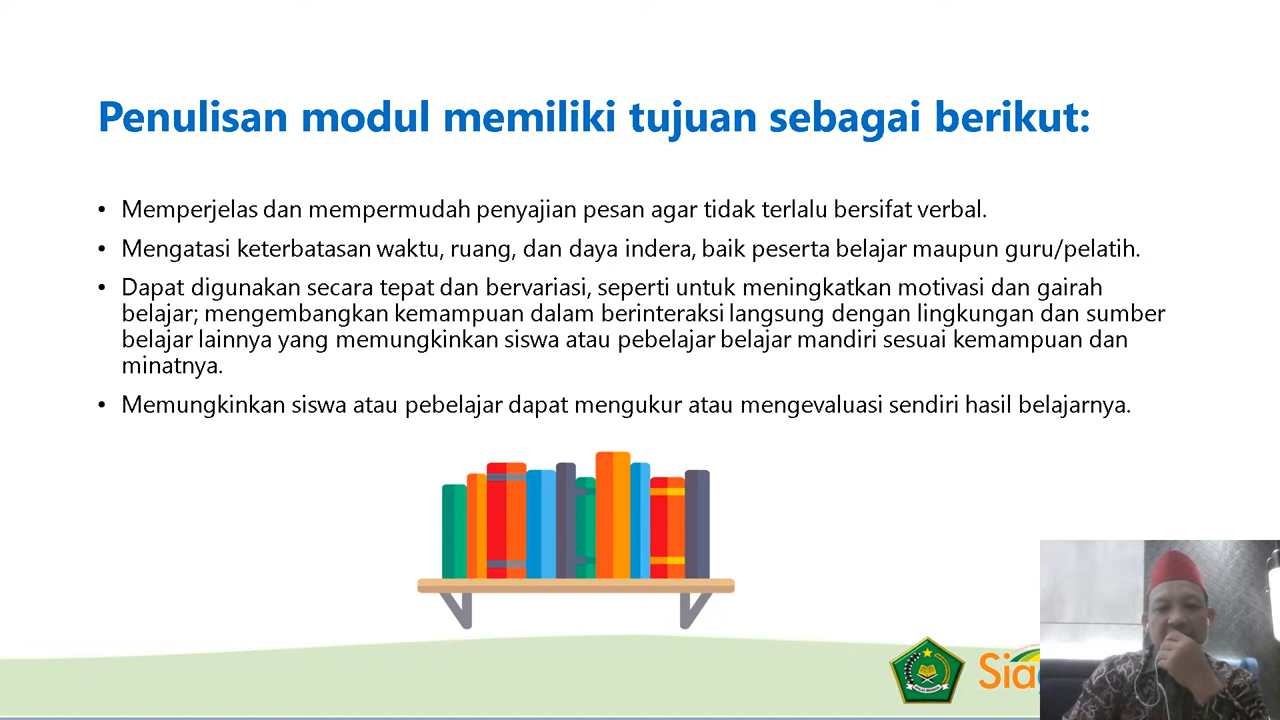 Penulisan modul memiliki tujuan sebagai berikut:
• Memperjelas dan mempermudah penyajian pesan agar tidak terlalu bersifat verbal.
• Mengatasi keterbatasan waktu, ruang, dan daya indera, baik peserta belajar maupun guru/pelatih.
• Dapat digunakan secara tepat dan bervariasi, seperti untuk meningkatkan motivasi dan gairah
belajar; mengembangkan kemampuan dalam berinteraksi langsung dengan lingkungan dan sumber
belajar lainnya yang memungkinkan siswa atau pebelajar belajar mandiri sesuai kemampuan dan
minatnya.
• Memungkinkan siswa atau pebelajar dapat mengukur atau mengevaluasi sendiri hasil belajarnya.